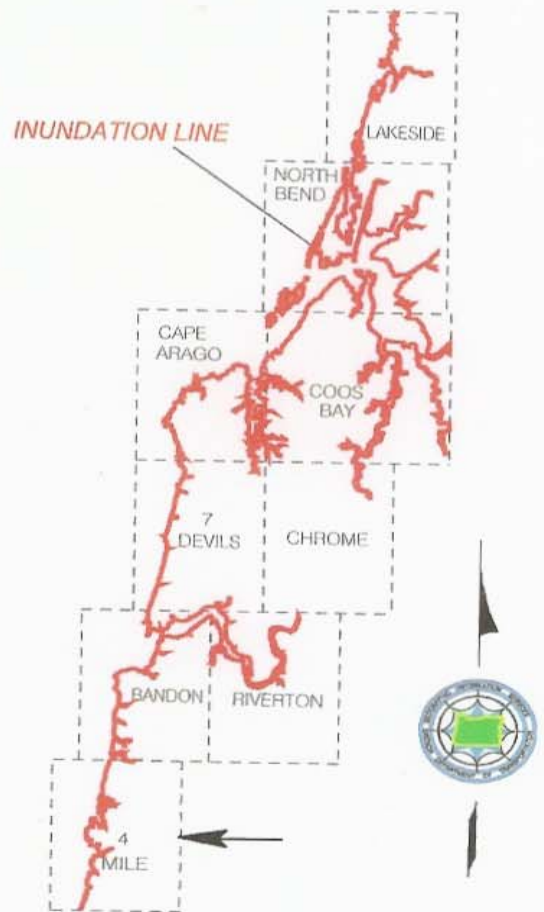 INUNDATION LINE
LAKESIDE
NORTH
BEND
CAPE
ARAGO
COOS
BAY
7
DEVILS
CHROME
BANDON
RIVERTON
4
MILE